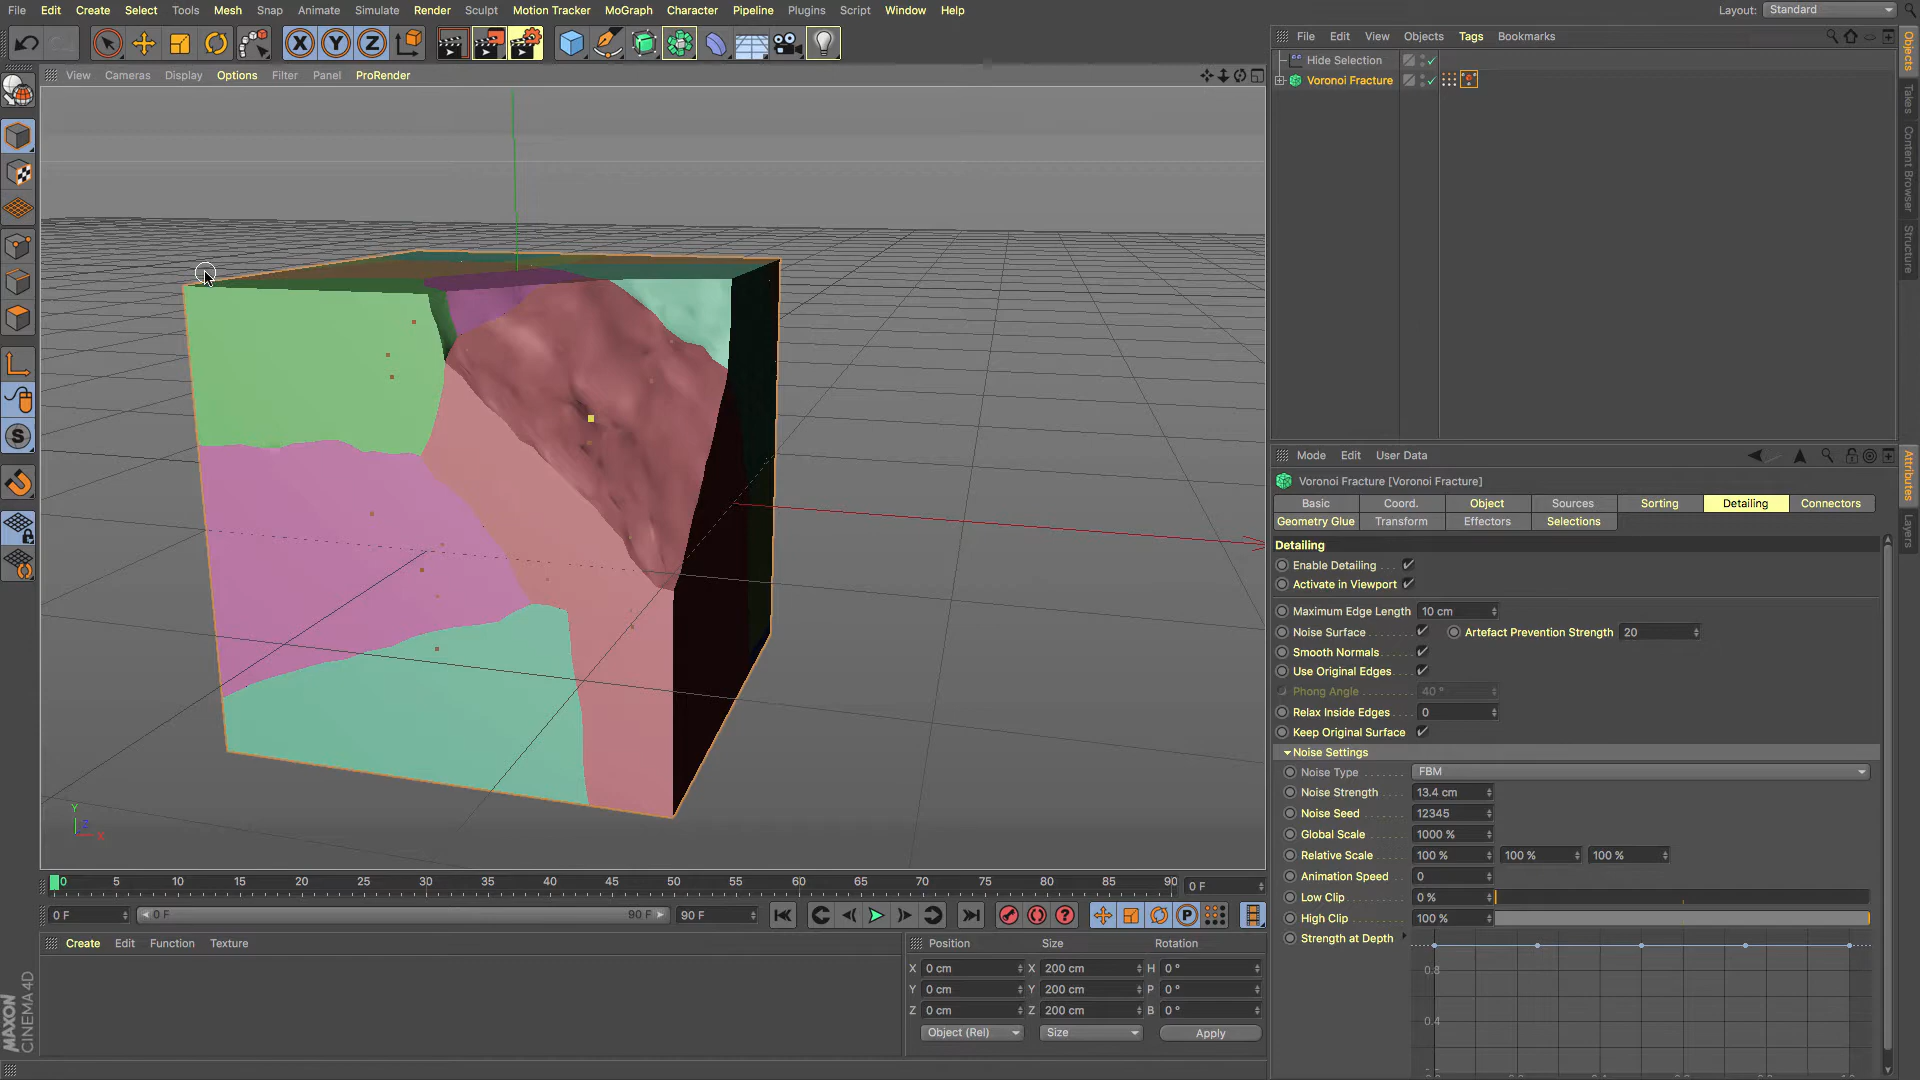 File Edit Create Select Tools Mesh Snap Animate Simulate Render Sculpt Motion Tracker MoGraph Character Pipeline Plugins Script Window Help
Layout: Standard
View Cameras Display Options Filter Panel ProRender
File Edit View Objects Tags Bookmarks
Hide Selection
Voronoi Fracture
Objects
Takes
Content Browser
Structure
Mode Edit User Data
Voronoi Fracture [Voronoi Fracture]
Basic Coord. Object Sources Sorting Detailing Connectors
Geometry Glue Transform Effectors Selections
Attributes
Layers
Detailing
Enable Detailing
Activate in Viewport
Maximum Edge Length 10 cm
Noise Surface Artefact Prevention Strength 20
Smooth Normals
Use Original Edges
Phong Angle 40 °
Relax Inside Edges 0
Keep Original Surface
Noise Settings
Noise Type FBM
Noise Strength 13.4 cm
Noise Seed 12345
Global Scale 1000 %
Relative Scale 100 % 100 % 100 %
Animation Speed 0
Low Clip 0 %
High Clip 100 %
Strength at Depth
0.8
0.4
Y
Z
X
0 5 10 15 20 25 30 35 40 45 50 55 60 65 70 75 80 85 90 0 F
0 F 0 F 90 F 90 F
Create Edit Function Texture
Position Size Rotation
X 0 cm X 200 cm H 0 °
Y 0 cm Y 200 cm P 0 °
Z 0 cm Z 200 cm B 0 °
Object (Rel) Size Apply
MAXON
CINEMA 4D